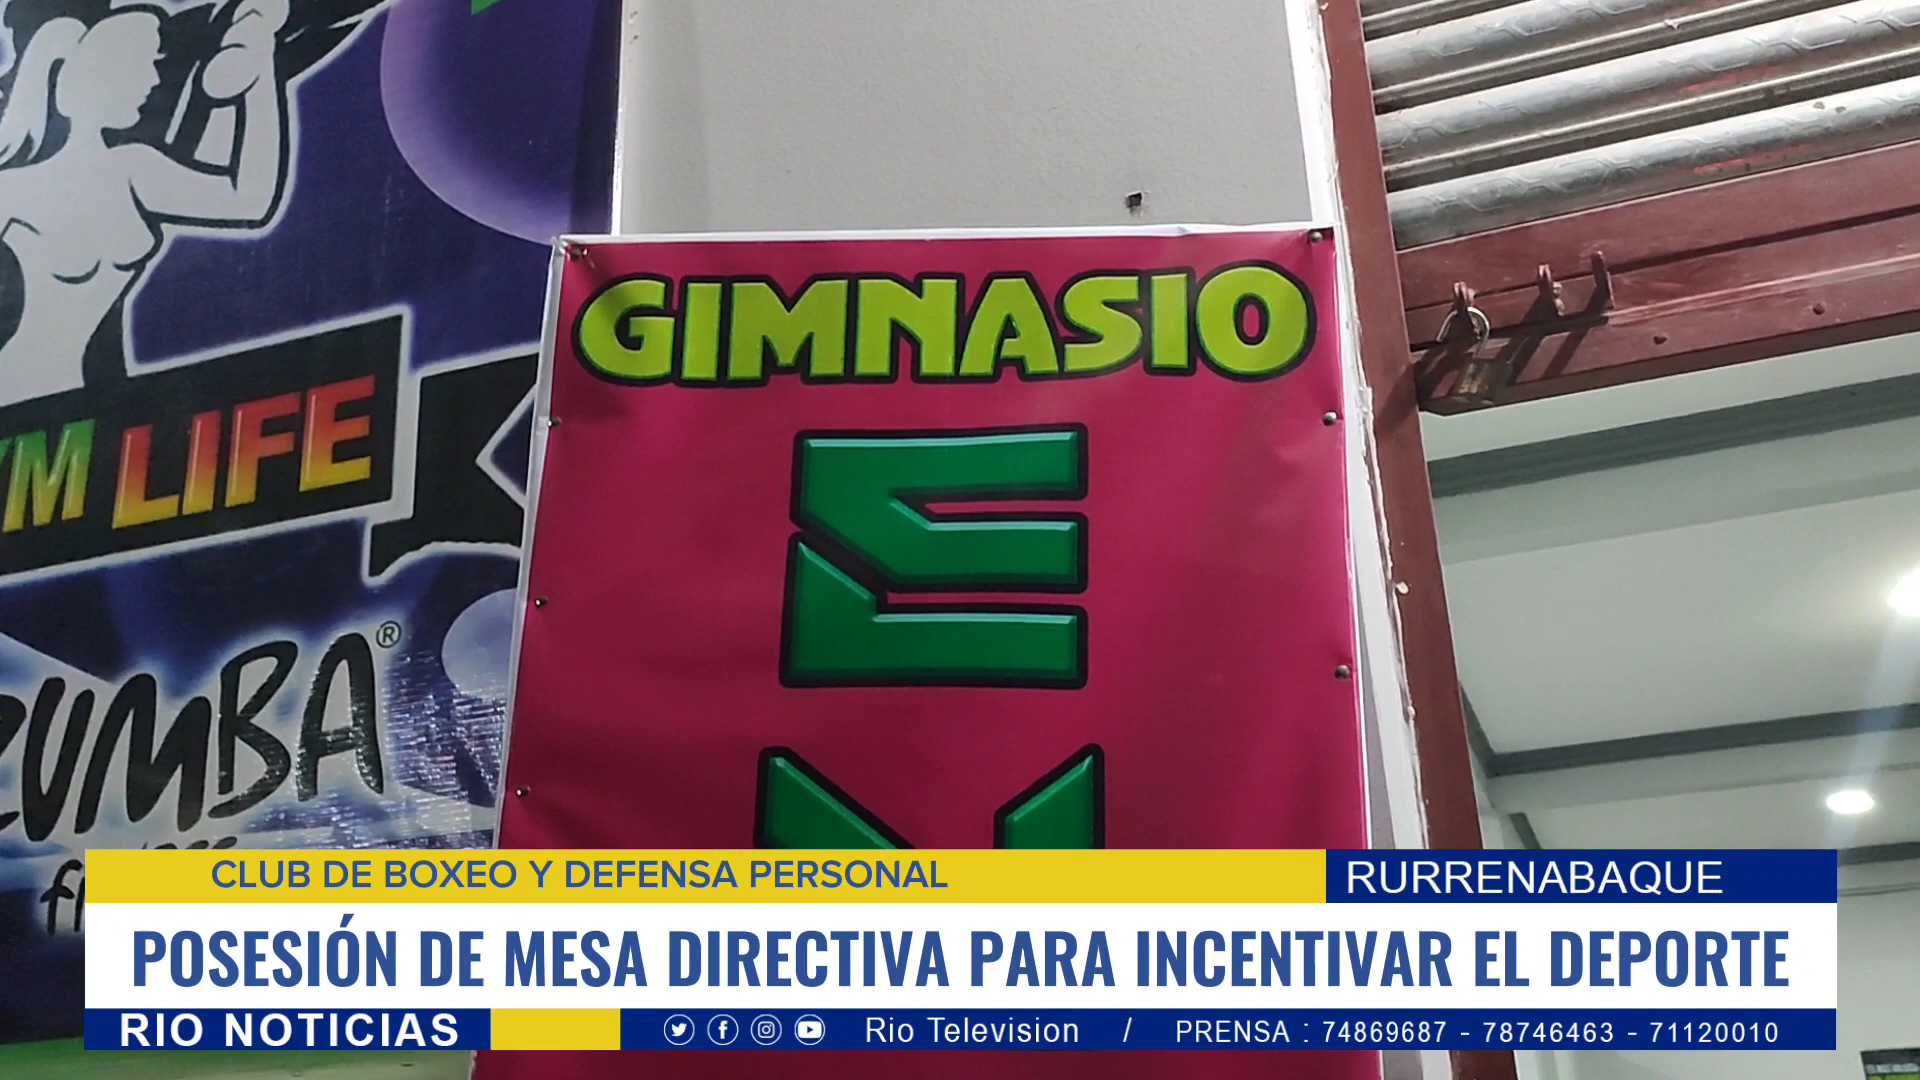 GIMNASIO
E
LIFE
ZUMBA®
CLUB DE BOXEO Y DEFENSA PERSONAL
RURRENABAQUE
POSESIÓN DE MESA DIRECTIVA PARA INCENTIVAR EL DEPORTE
RIO NOTICIAS
Rio Television / PRENSA : 74869687 - 78746463 - 71120010